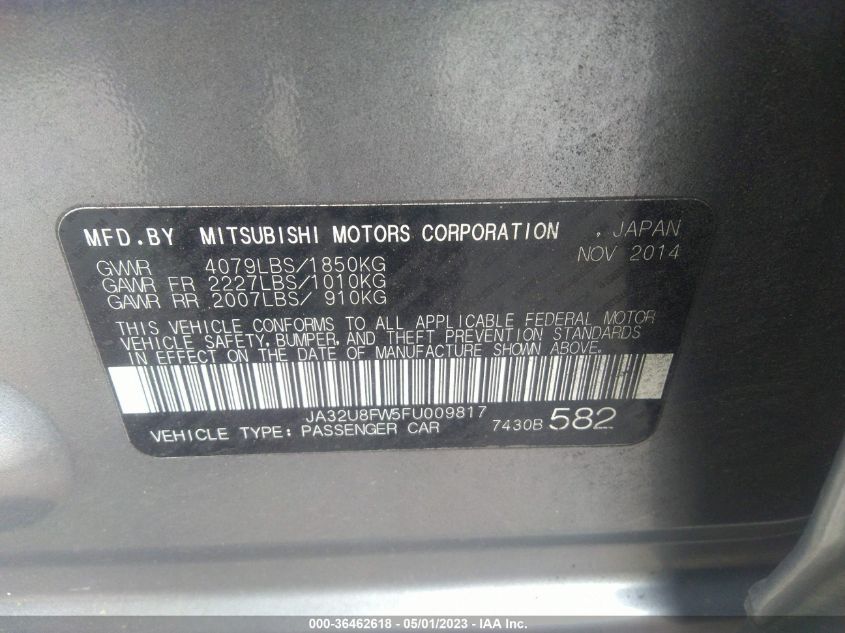 MFD.BY MITSUBISHI MOTORS CORPORATION , JAPAN
NOV 2014
GVWR 4079LBS/1850KG
GAWR FR 2227LBS/1010KG
GAWR RR 2007LBS/ 910KG
THIS VEHICLE CONFORMS TO ALL APPLICABLE FEDERAL MOTOR
VEHICLE SAFETY, BUMPER, AND THEFT PREVENTION STANDARDS
IN EFFECT ON THE DATE OF MANUFACTURE SHOWN ABOVE.
JA32U8FW5FU009817
VEHICLE TYPE: PASSENGER CAR 7430B 582
000-36462618 - 05/01/2023 - IAA Inc.